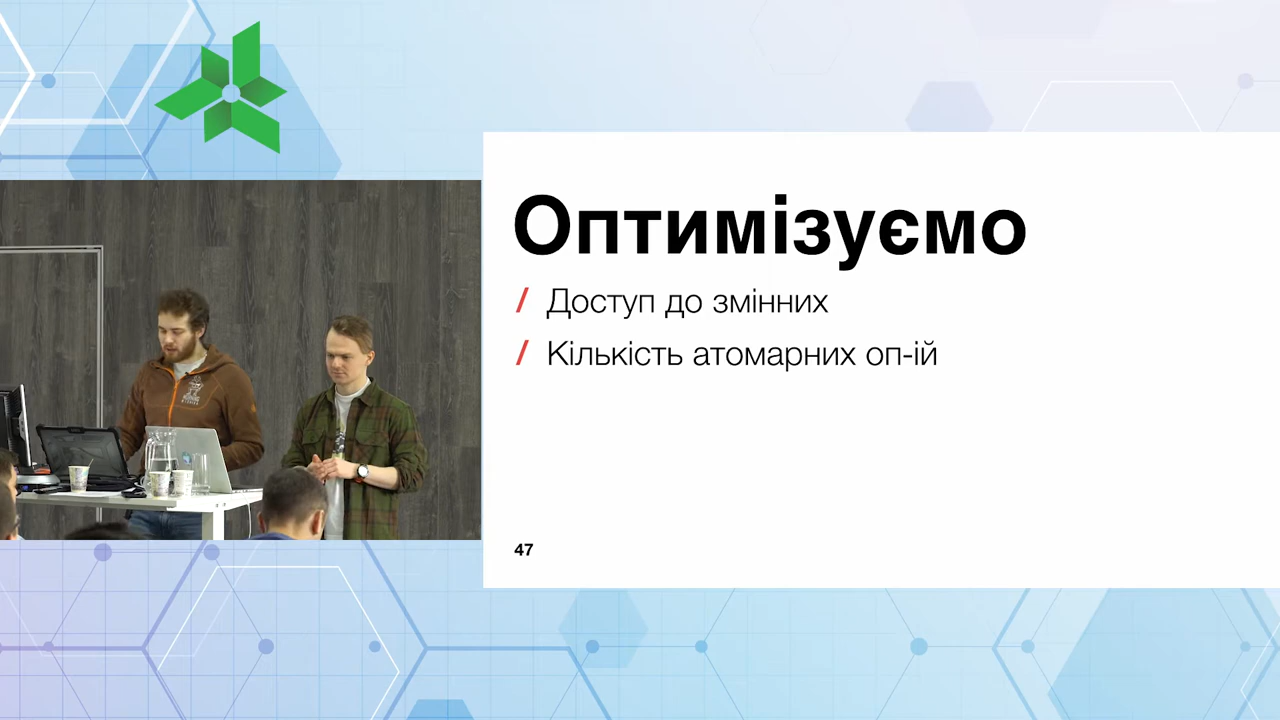 Оптимізуємо
/ Доступ до змінних
/ Кількість атомарних оп-ій
47